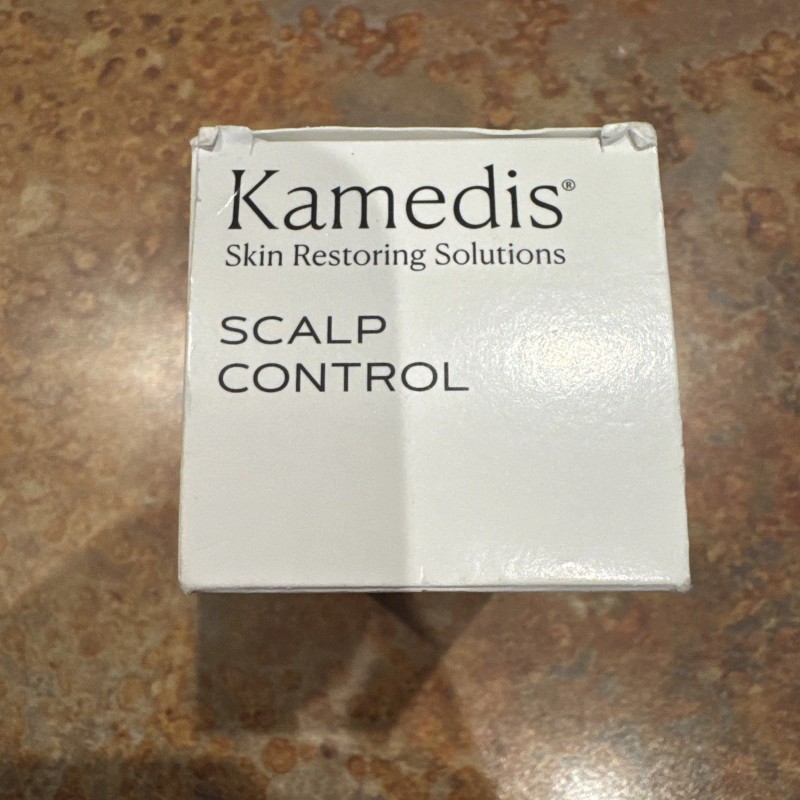 Kamedis®
Skin Restoring Solutions
SCALP
CONTROL